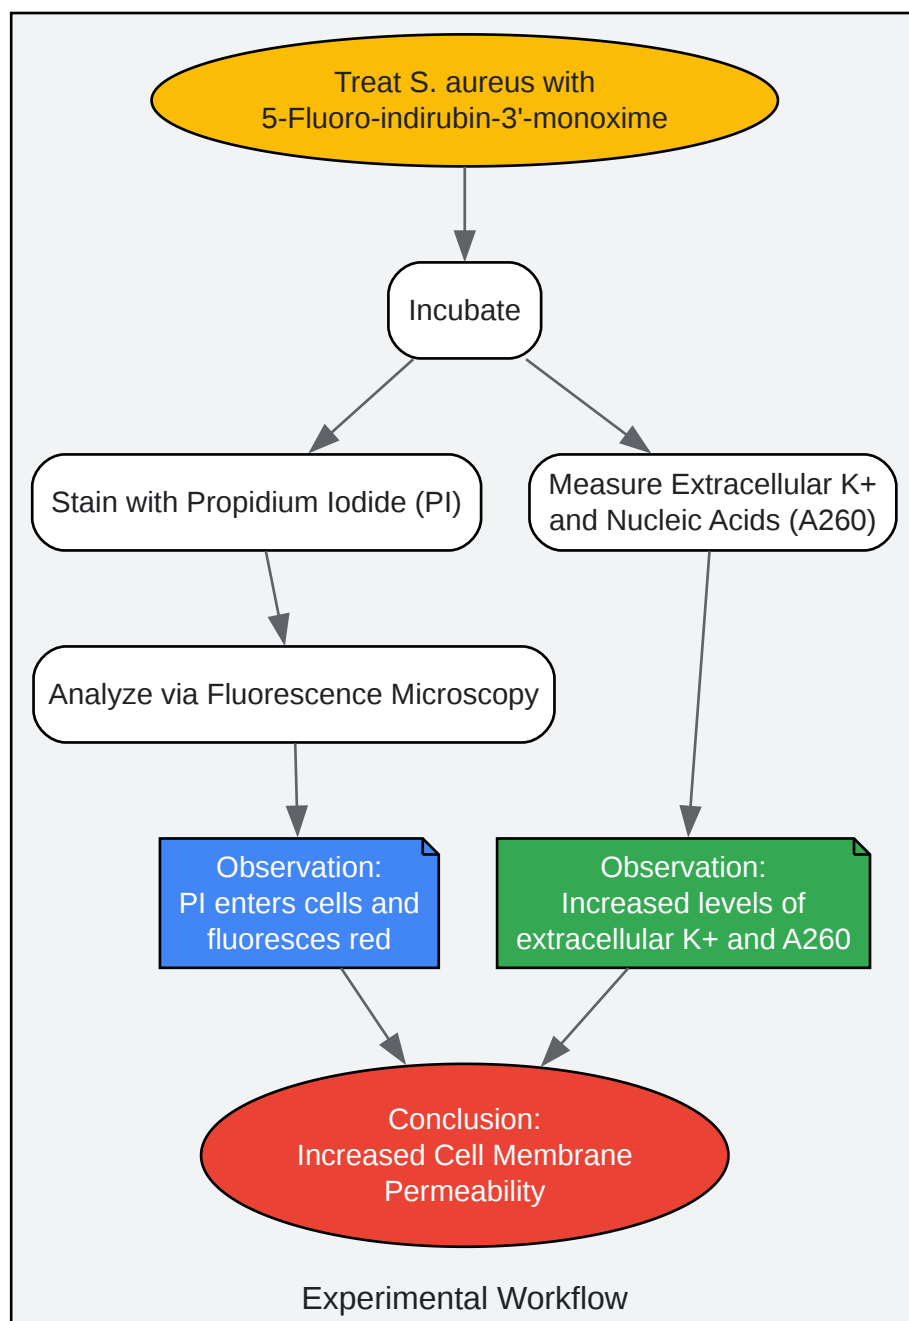 Treat S. aureus with
5-Fluoro-indirubin-3'-monoxime
Incubate
Stain with Propidium Iodide (PI)
Measure Extracellular K+
and Nucleic Acids (A260)
Analyze via Fluorescence Microscopy
Observation:
PI enters cells and
fluoresces red
Observation:
Increased levels of
extracellular K+ and A260
Conclusion:
Increased Cell Membrane
Permeability
Experimental Workflow